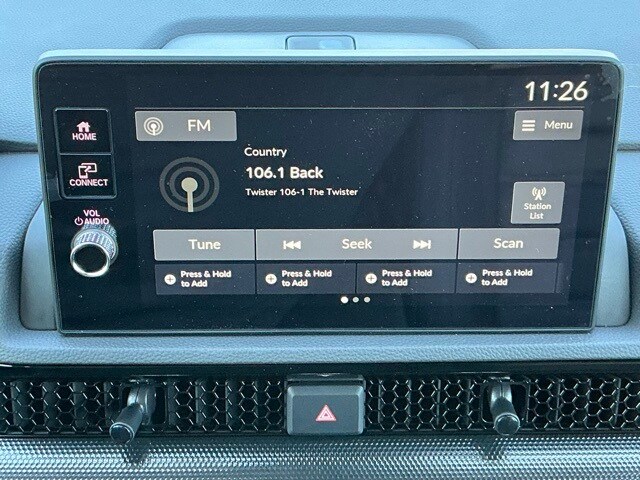 11:26
HOME
FM
Menu
CONNECT
Country
106.1 Back
Twister 106-1 The Twister
Station
List
VOL
AUDIO
Tune
Seek
Scan
Press & Hold
to Add
Press & Hold
to Add
Press & Hold
to Add
Press & Hold
to Add